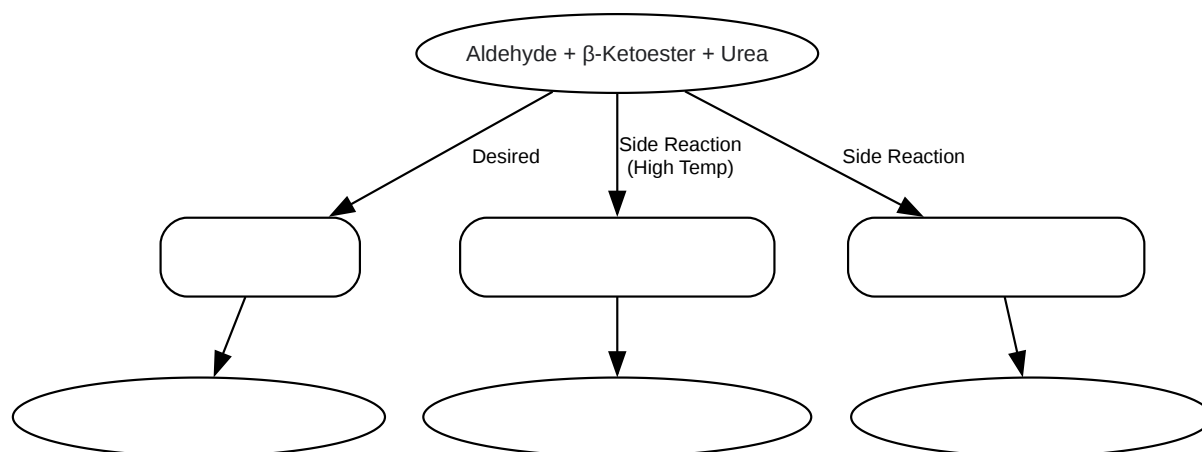 Aldehyde + β-Ketoester + Urea
Desired
Side Reaction
(High Temp)
Side Reaction